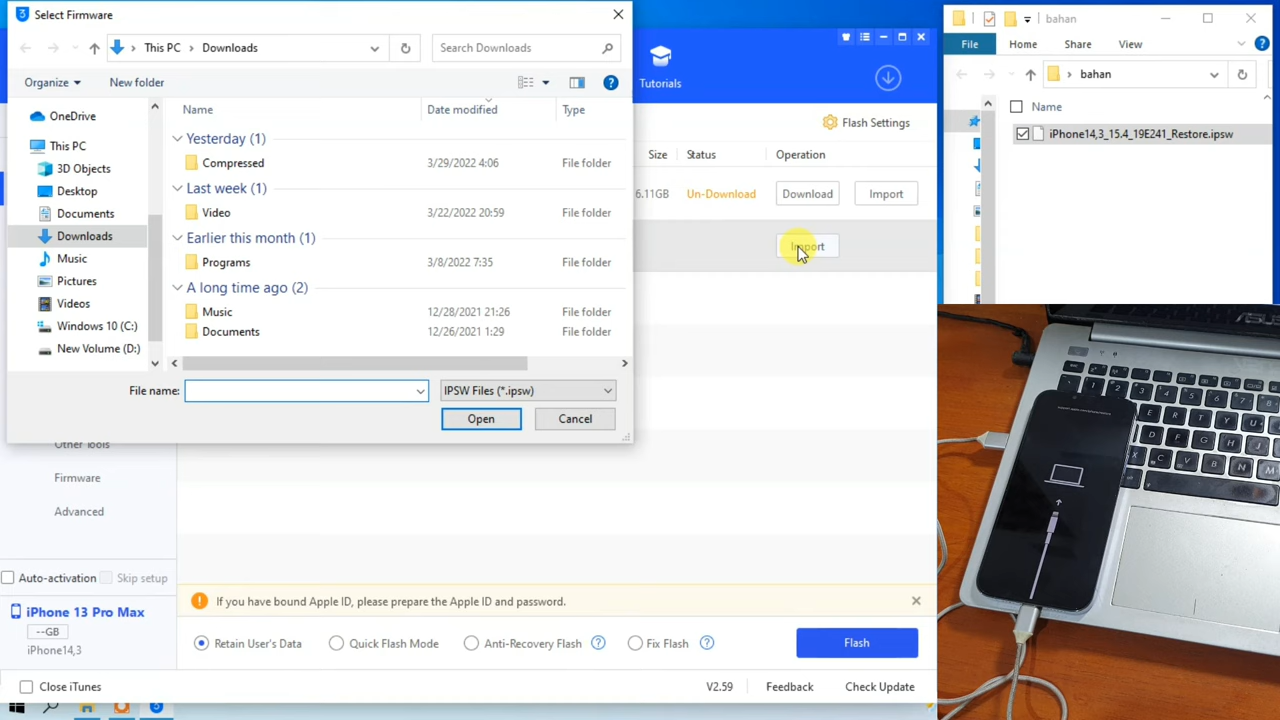 Select Firmware
This PC > Downloads
Search Downloads
Organize
New folder
Name
Date modified
Type
Yesterday (1)
Compressed
3/29/2022 4:06
File folder
Last week (1)
Video
3/22/2022 20:59
File folder
Earlier this month (1)
Programs
3/8/2022 7:35
File folder
A long time ago (2)
Music
12/28/2021 21:26
File folder
Documents
12/26/2021 1:29
File folder
OneDrive
This PC
3D Objects
Desktop
Documents
Downloads
Music
Pictures
Videos
Windows 10 (C:)
New Volume (D:)
File name:
IPSW Files (*.ipsw)
Open
Cancel
Tutorials
Flash Settings
Size
Status
Operation
6.11GB
Un-Download
Download
Import
Import
Other Tools
Firmware
Advanced
Auto-activation
Skip setup
iPhone 13 Pro Max
--GB
iPhone14,3
If you have bound Apple ID, please prepare the Apple ID and password.
Retain User's Data
Quick Flash Mode
Anti-Recovery Flash
Fix Flash
Flash
Close iTunes
V2.59
Feedback
Check Update
bahan
File
Home
Share
View
> bahan
Name
iPhone14,3_15.4_19E241_Restore.ipsw